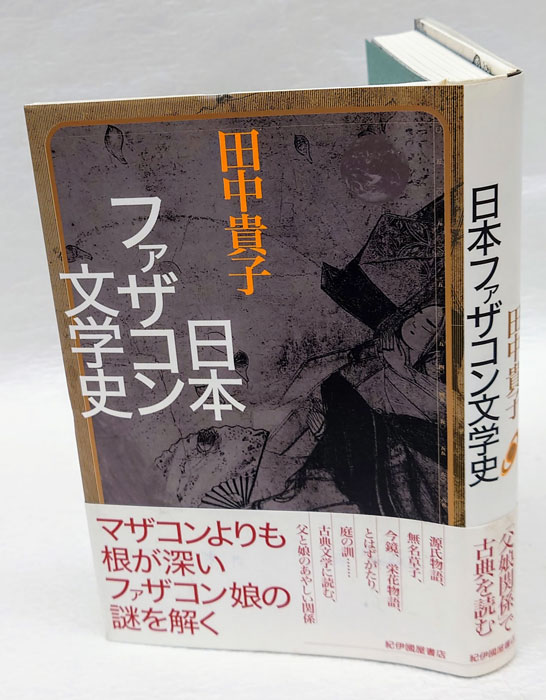 田中貴子
日本
ファザコン
文学史
マザコンよりも
根が深い
ファザコン娘の
謎を解く
源氏物語、
無名草子、
今鏡、栄花物語、
とはずがたり、
庭の訓……
古典文学に読む、
父と娘のあやしい関係
日本ファザコン文学史
田中貴子
父娘関係で
古典を読む
紀伊國屋書店